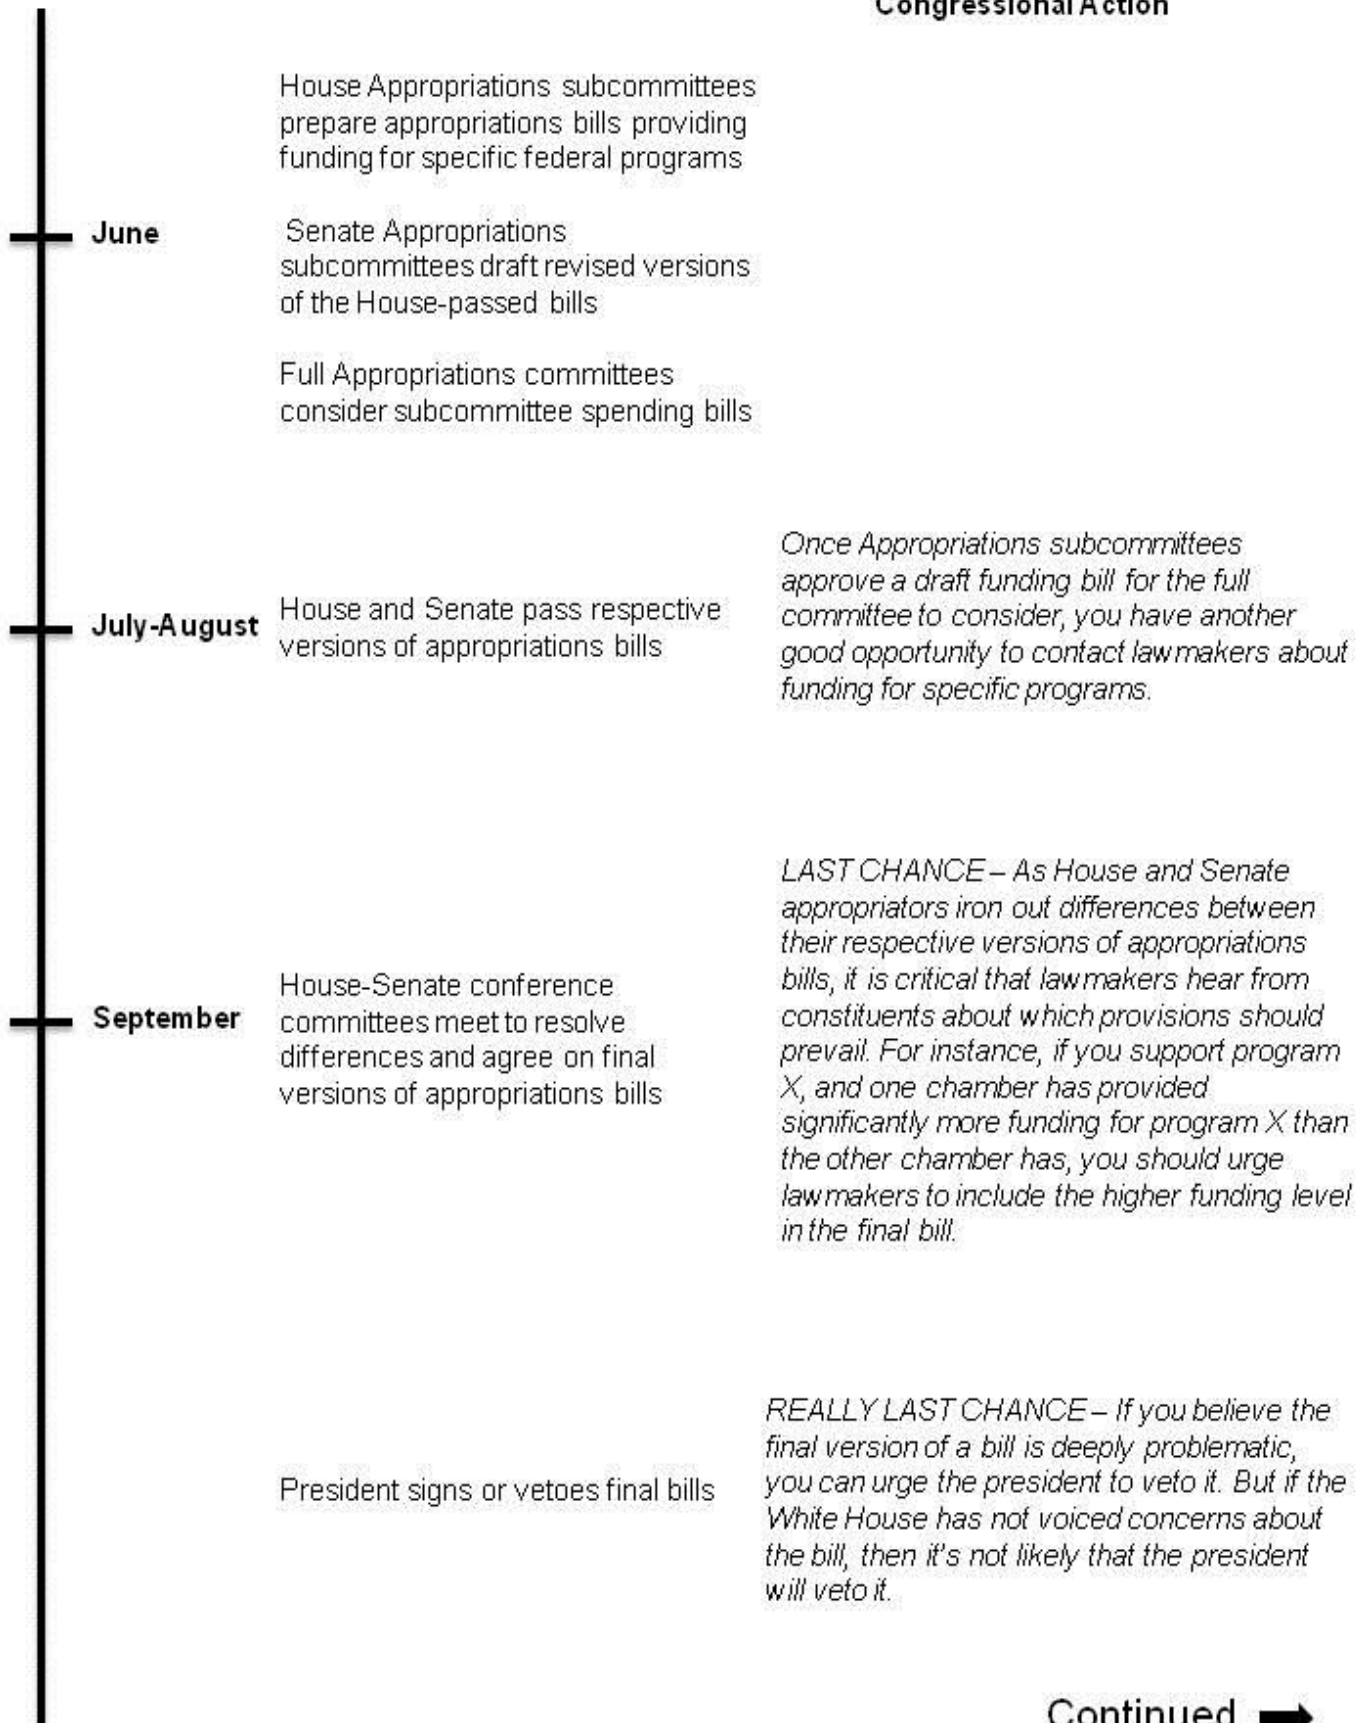 Congressional Action
House Appropriations subcommittees
prepare appropriations bills providing
funding for specific federal programs
June
Senate Appropriations
subcommittees draft revised versions
of the House-passed bills
Full Appropriations committees
consider subcommittee spending bills
July-August
House and Senate pass respective
versions of appropriations bills
Once Appropriations subcommittees
approve a draft funding bill for the full
committee to consider, you have another
good opportunity to contact lawmakers about
funding for specific programs.
September
House-Senate conference
committees meet to resolve
differences and agree on final
versions of appropriations bills
LAST CHANCE – As House and Senate
appropriators iron out differences between
their respective versions of appropriations
bills, it is critical that lawmakers hear from
constituents about which provisions should
prevail. For instance, if you support program
X, and one chamber has provided
significantly more funding for program X than
the other chamber has, you should urge
lawmakers to include the higher funding level
in the final bill.
President signs or vetoes final bills
REALLY LAST CHANCE – If you believe the
final version of a bill is deeply problematic,
you can urge the president to veto it. But if the
White House has not voiced concerns about
the bill, then it's not likely that the president
will veto it.
Continued